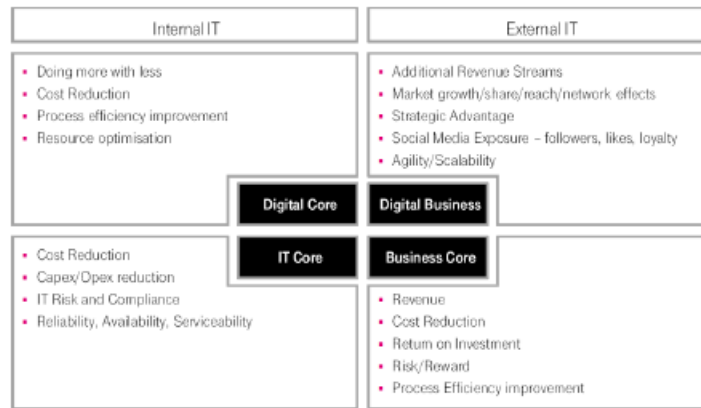 Internal IT
External IT
Doing more with less
Cost Reduction
Process efficiency improvement
Resource optimisation
Additional Revenue Streams
Market growth/share/reach/network effects
Strategic Advantage
Social Media Exposure – followers, likes, loyalty
Agility/Scalability
Digital Core
Digital Business
IT Core
Business Core
Cost Reduction
Capex/Opex reduction
IT Risk and Compliance
Reliability, Availability, Serviceability
Revenue
Cost Reduction
Return on Investment
Risk/Reward
Process Efficiency improvement